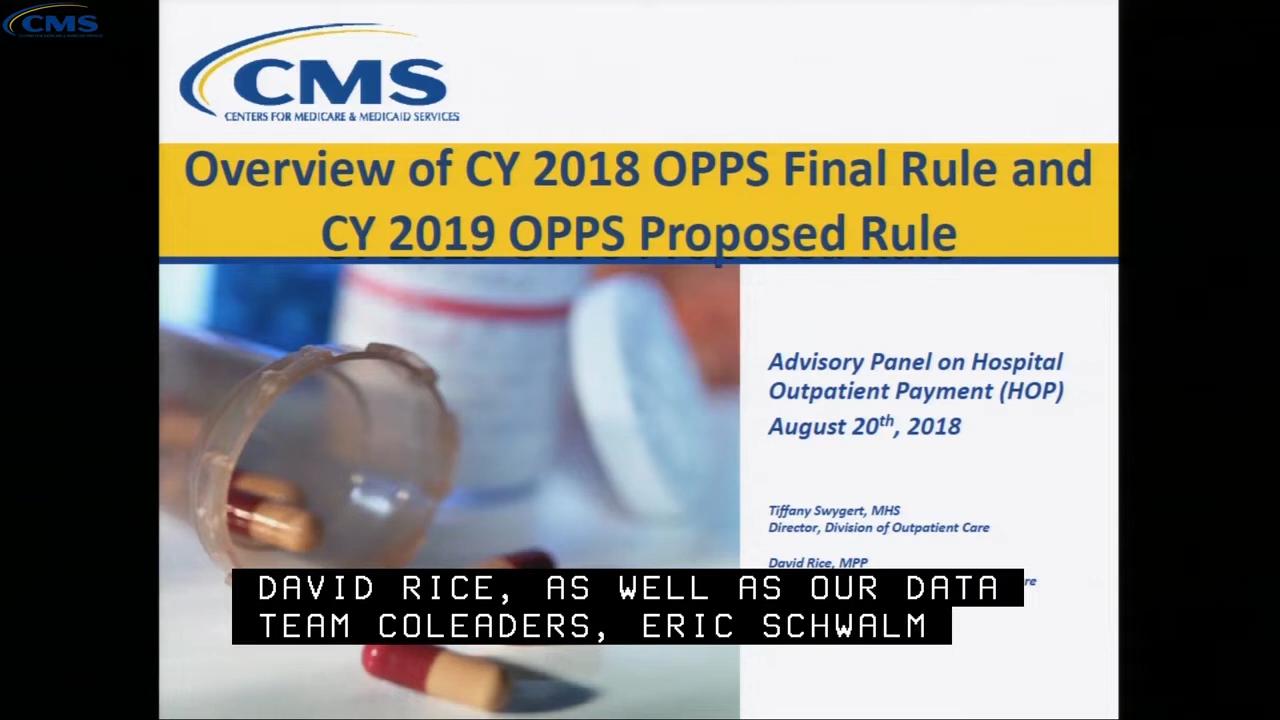 CMS
CMS
CENTERS FOR MEDICARE & MEDICAID SERVICES
Overview of CY 2018 OPPS Final Rule and
CY 2019 OPPS Proposed Rule
Advisory Panel on Hospital
Outpatient Payment (HOP)
August 20th, 2018
Tiffany Swygert, MHS
Director, Division of Outpatient Care
David Rice, MPP
DAVID RICE, AS WELL AS OUR DATA
TEAM COLEADERS, ERIC SCHWALM